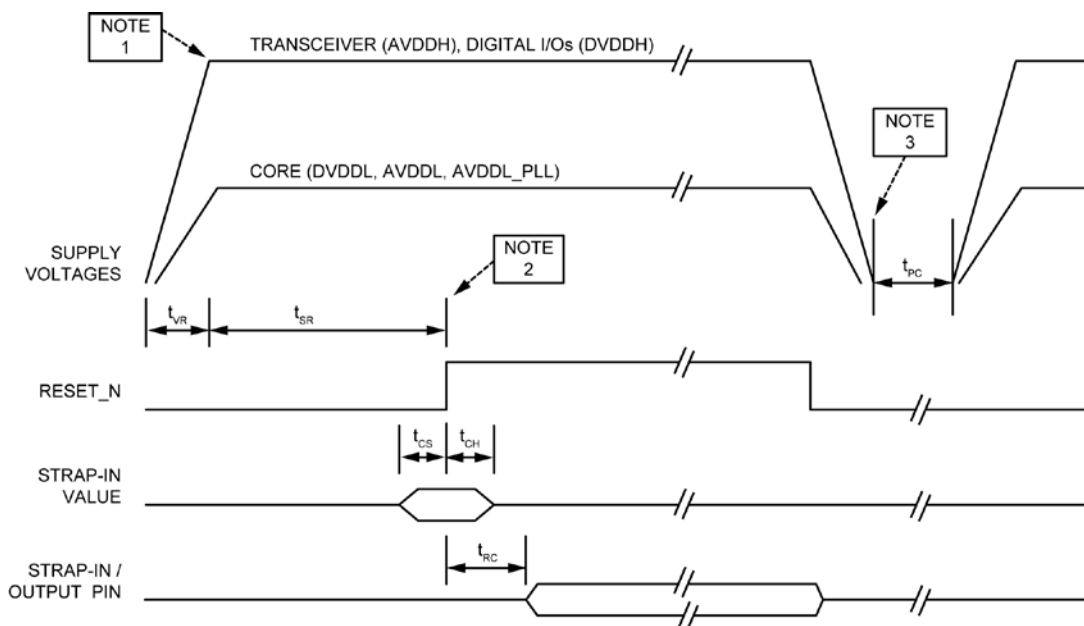 NOTE
1
TRANSCEIVER (AVDDH), DIGITAL I/Os (DVDDH)
NOTE
3
CORE (DVDDL, AVDDL, AVDDL_PLL)
NOTE
2
SUPPLY
VOLTAGES
tPC
tVR
tSR
RESET_N
tCS
tCH
STRAP-IN
VALUE
tRC
STRAP-IN /
OUTPUT PIN